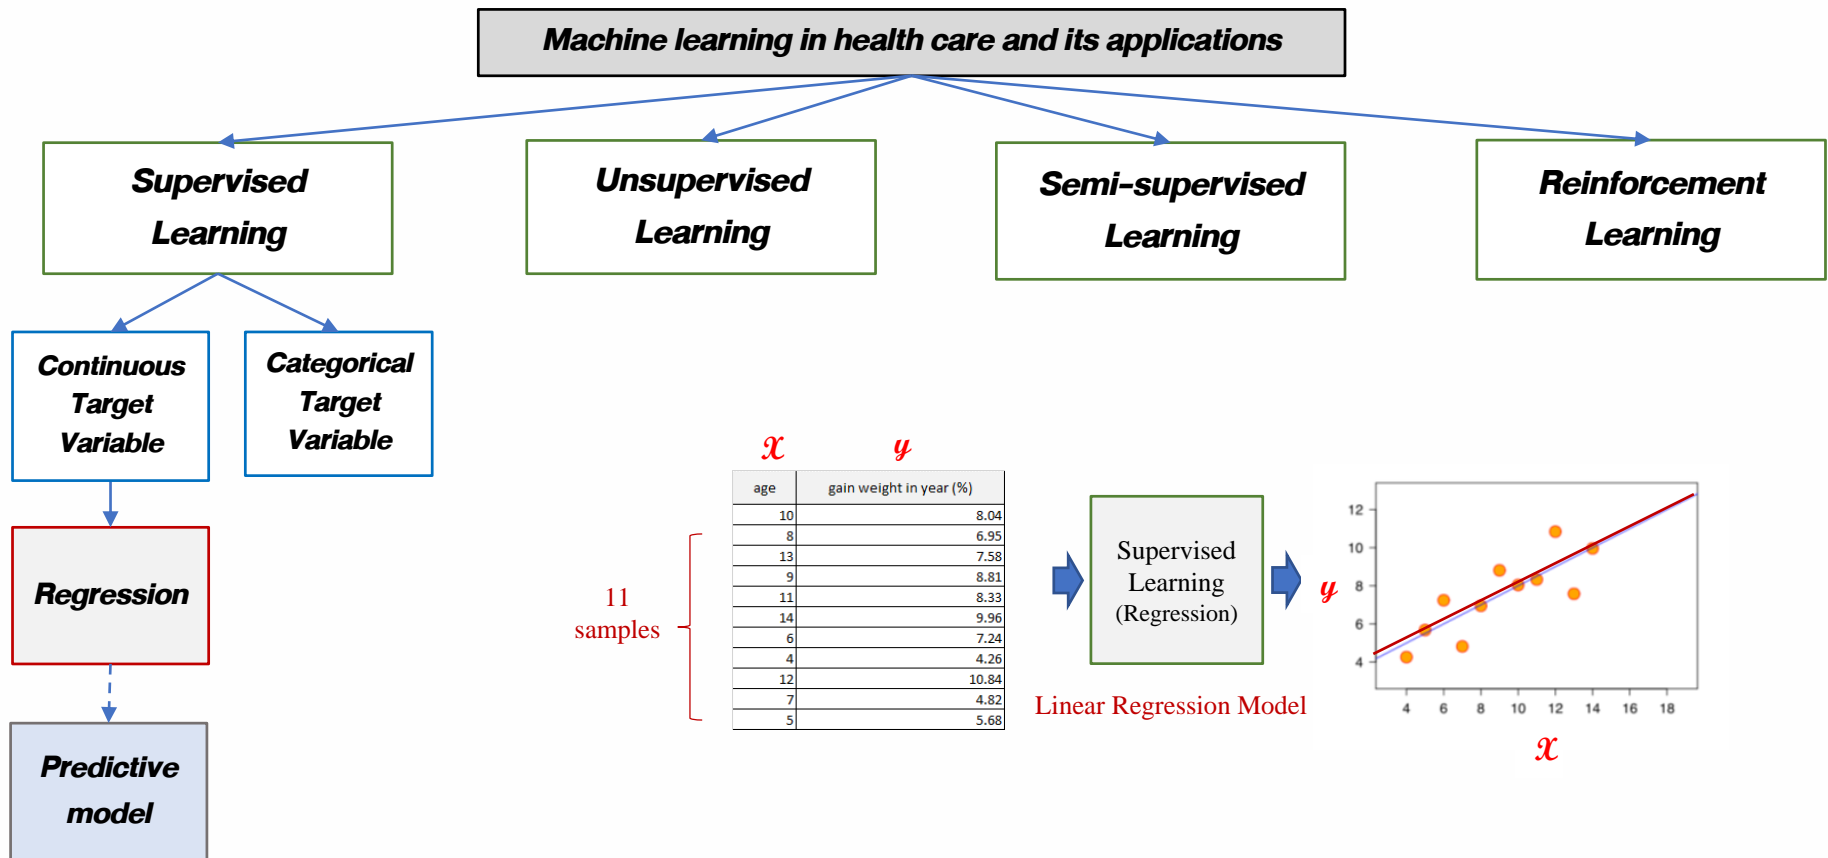 Machine learning in health care and its applications
Supervised
Learning
Unsupervised
Learning
Semi-supervised
Learning
Reinforcement
Learning
Continuous
Target
Variable
Categorical
Target
Variable
Regression
Predictive
model
11
samples
x y
age gain weight in year (%)
10 8.04
8 6.95
13 7.58
9 8.81
11 8.33
14 9.96
6 7.24
4 4.26
12 10.84
7 4.82
5 5.68
Supervised
Learning
(Regression)
Linear Regression Model
y
12
10
8
6
4
4 6 8 10 12 14 16 18
x